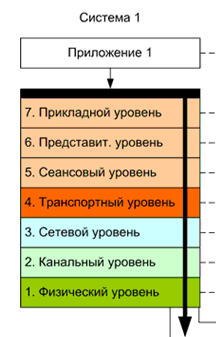 Система 1
Приложение 1
7. Прикладной уровень
6. Представит. уровень
5. Сеансовый уровень
4. Транспортный уровень
3. Сетевой уровень
2. Канальный уровень
1. Физический уровень